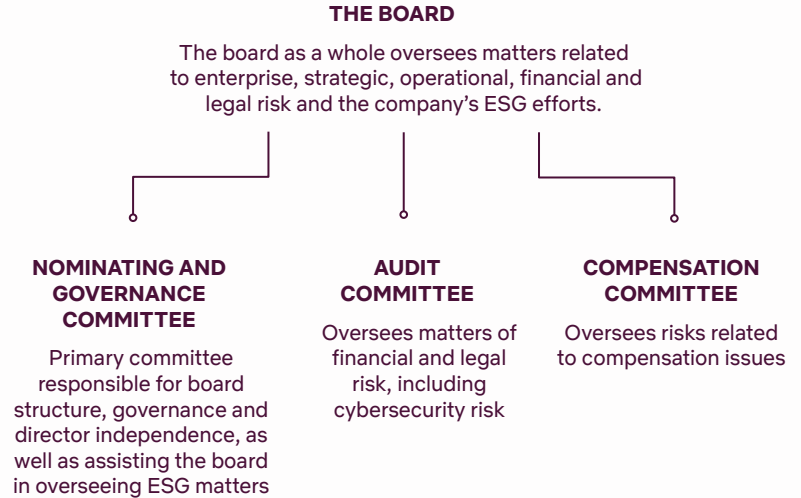 THE BOARD
The board as a whole oversees matters related
to enterprise, strategic, operational, financial and
legal risk and the company’s ESG efforts.
NOMINATING AND
GOVERNANCE
COMMITTEE
Primary committee
responsible for board
structure, governance and
director independence, as
well as assisting the board
in overseeing ESG matters
AUDIT
COMMITTEE
Oversees matters of
financial and legal
risk, including
cybersecurity risk
COMPENSATION
COMMITTEE
Oversees risks related
to compensation issues